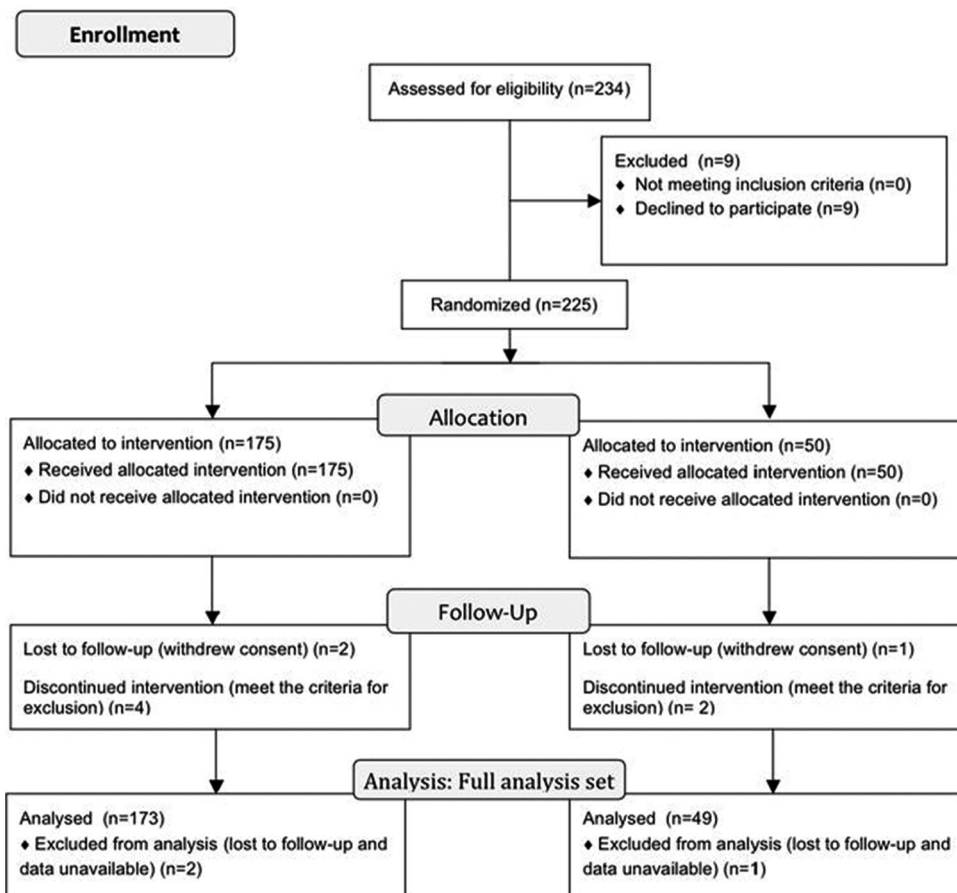 Enrollment
Assessed for eligibility (n=234)
Excluded (n=9)
♦ Not meeting inclusion criteria (n=0)
♦ Declined to participate (n=9)
Randomized (n=225)
Allocation
Allocated to intervention (n=175)
♦ Received allocated intervention (n=175)
♦ Did not receive allocated intervention (n=0)
Allocated to intervention (n=50)
♦ Received allocated intervention (n=50)
♦ Did not receive allocated intervention (n=0)
Follow-Up
Lost to follow-up (withdrew consent) (n=2)
Discontinued intervention (meet the criteria for
exclusion) (n=4)
Lost to follow-up (withdrew consent) (n=1)
Discontinued intervention (meet the criteria for
exclusion) (n= 2)
Analysis: Full analysis set
Analysed (n=173)
♦ Excluded from analysis (lost to follow-up and
data unavailable) (n=2)
Analysed (n=49)
♦ Excluded from analysis (lost to follow-up and
data unavailable) (n=1)